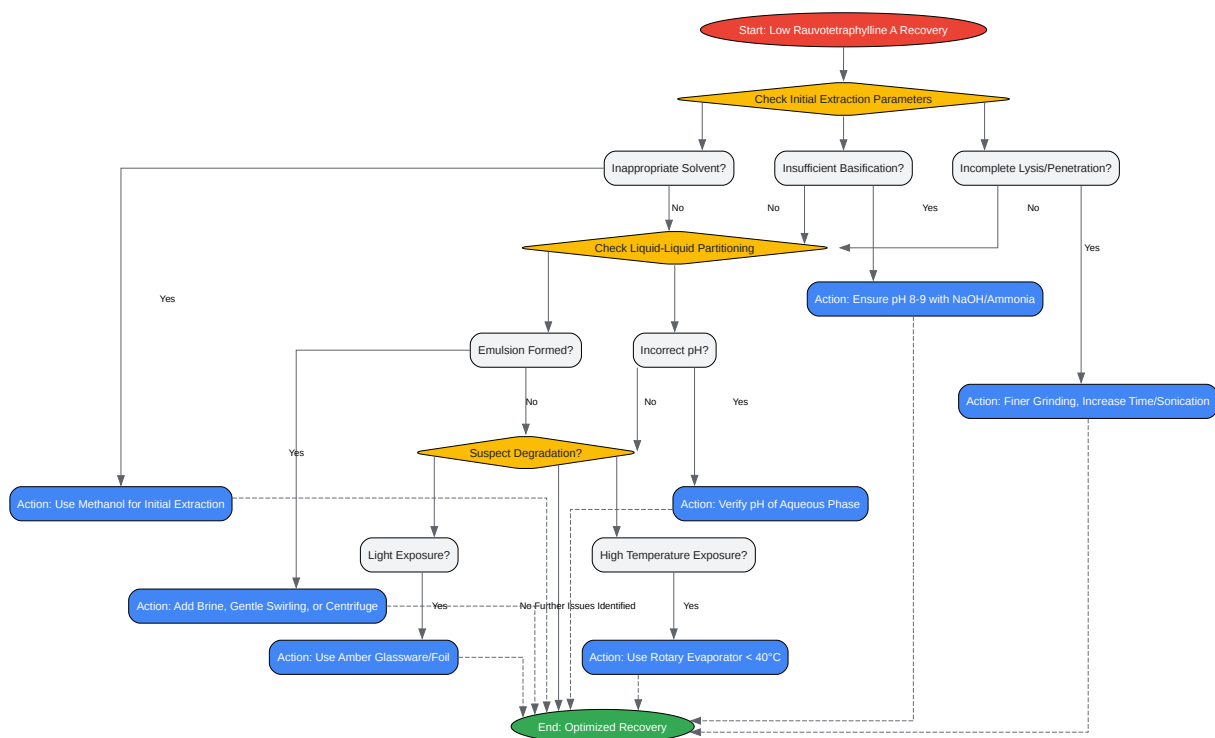 Start: Low Rauvotetraphylline A Recovery
Check Initial Extraction Parameters
Inappropriate Solvent?
Insufficient Basification?
Incomplete Lysis/Penetration?
No
No
Yes
No
Check Liquid-Liquid Partitioning
Yes
Yes
Action: Ensure pH 8-9 with NaOH/Ammonia
Emulsion Formed?
Incorrect pH?
No
No
Yes
Action: Finer Grinding, Increase Time/Sonication
Yes
Suspect Degradation?
Action: Use Methanol for Initial Extraction
Action: Verify pH of Aqueous Phase
Light Exposure?
High Temperature Exposure?
Action: Add Brine, Gentle Swirling, or Centrifuge
Yes
No Further Issues Identified
Yes
Action: Use Amber Glassware/Foil
Action: Use Rotary Evaporator < 40°C
End: Optimized Recovery